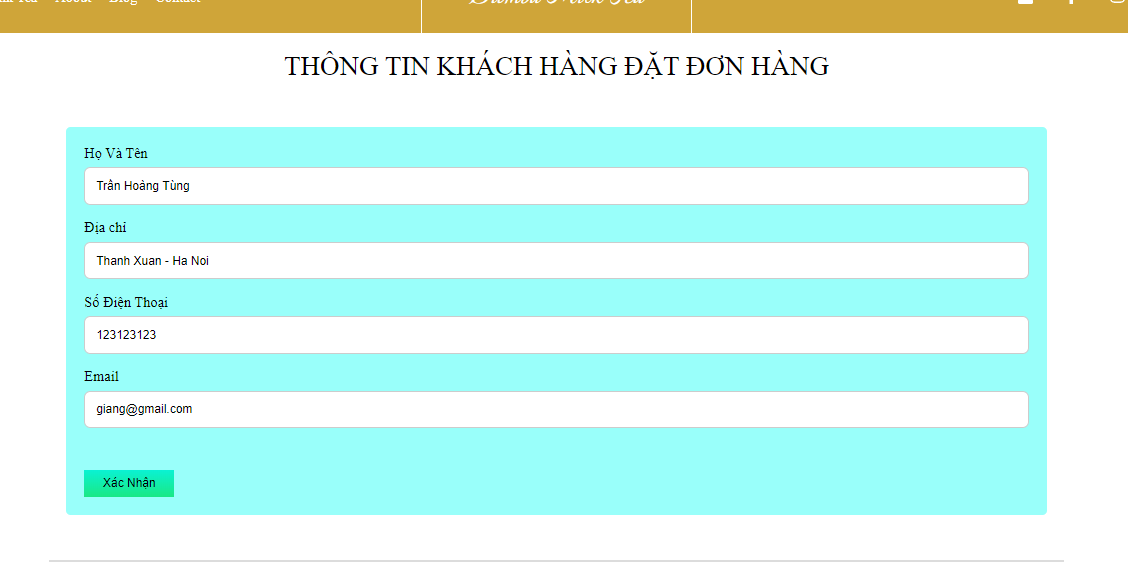 THÔNG TIN KHÁCH HÀNG ĐẶT ĐƠN HÀNG
Họ Và Tên
Trần Hoàng Tùng
Địa chỉ
Thanh Xuan - Ha Noi
Số Điện Thoại
123123123
Email
giang@gmail.com
Xác Nhận